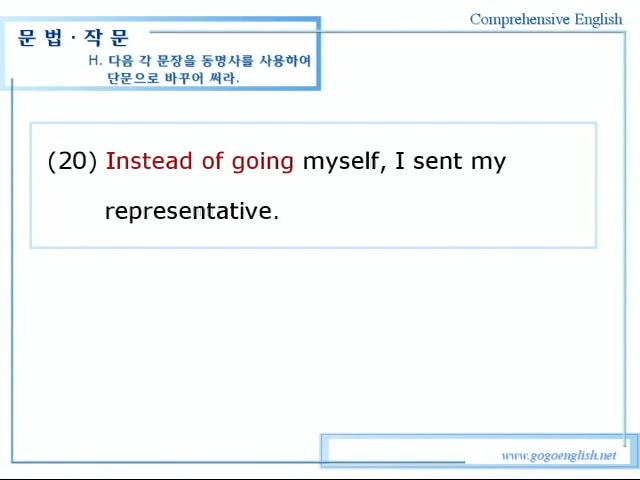 Comprehensive English
문 법 · 작 문
H. 다음 각 문장을 동명사를 사용하여
단문으로 바꾸어 써라.
(20) Instead of going myself, I sent my
representative.
www.gogoenglish.net